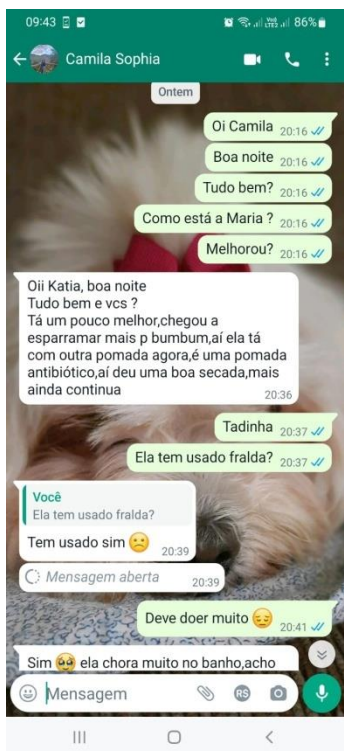 09:43 86%
Camila Sophia
Ontem
Oi Camila 20:16
Boa noite 20:16
Tudo bem? 20:16
Como está a Maria ? 20:16
Melhorou? 20:16
Oii Katia, boa noite
Tudo bem e vcs ?
Tá um pouco melhor,chegou a
esparramar mais p bumbum,aí ela tá
com outra pomada agora,é uma pomada
antibiótico,aí deu uma boa secada,mais
ainda continua
20:36
Tadinha 20:37
Ela tem usado fralda? 20:37
Você
Ela tem usado fralda?
Tem usado sim 🙁 20:39
Mensagem aberta 20:39
Deve doer muito 😔 20:41
Sim 🥺 ela chora muito no banho,acho
Mensagem R$